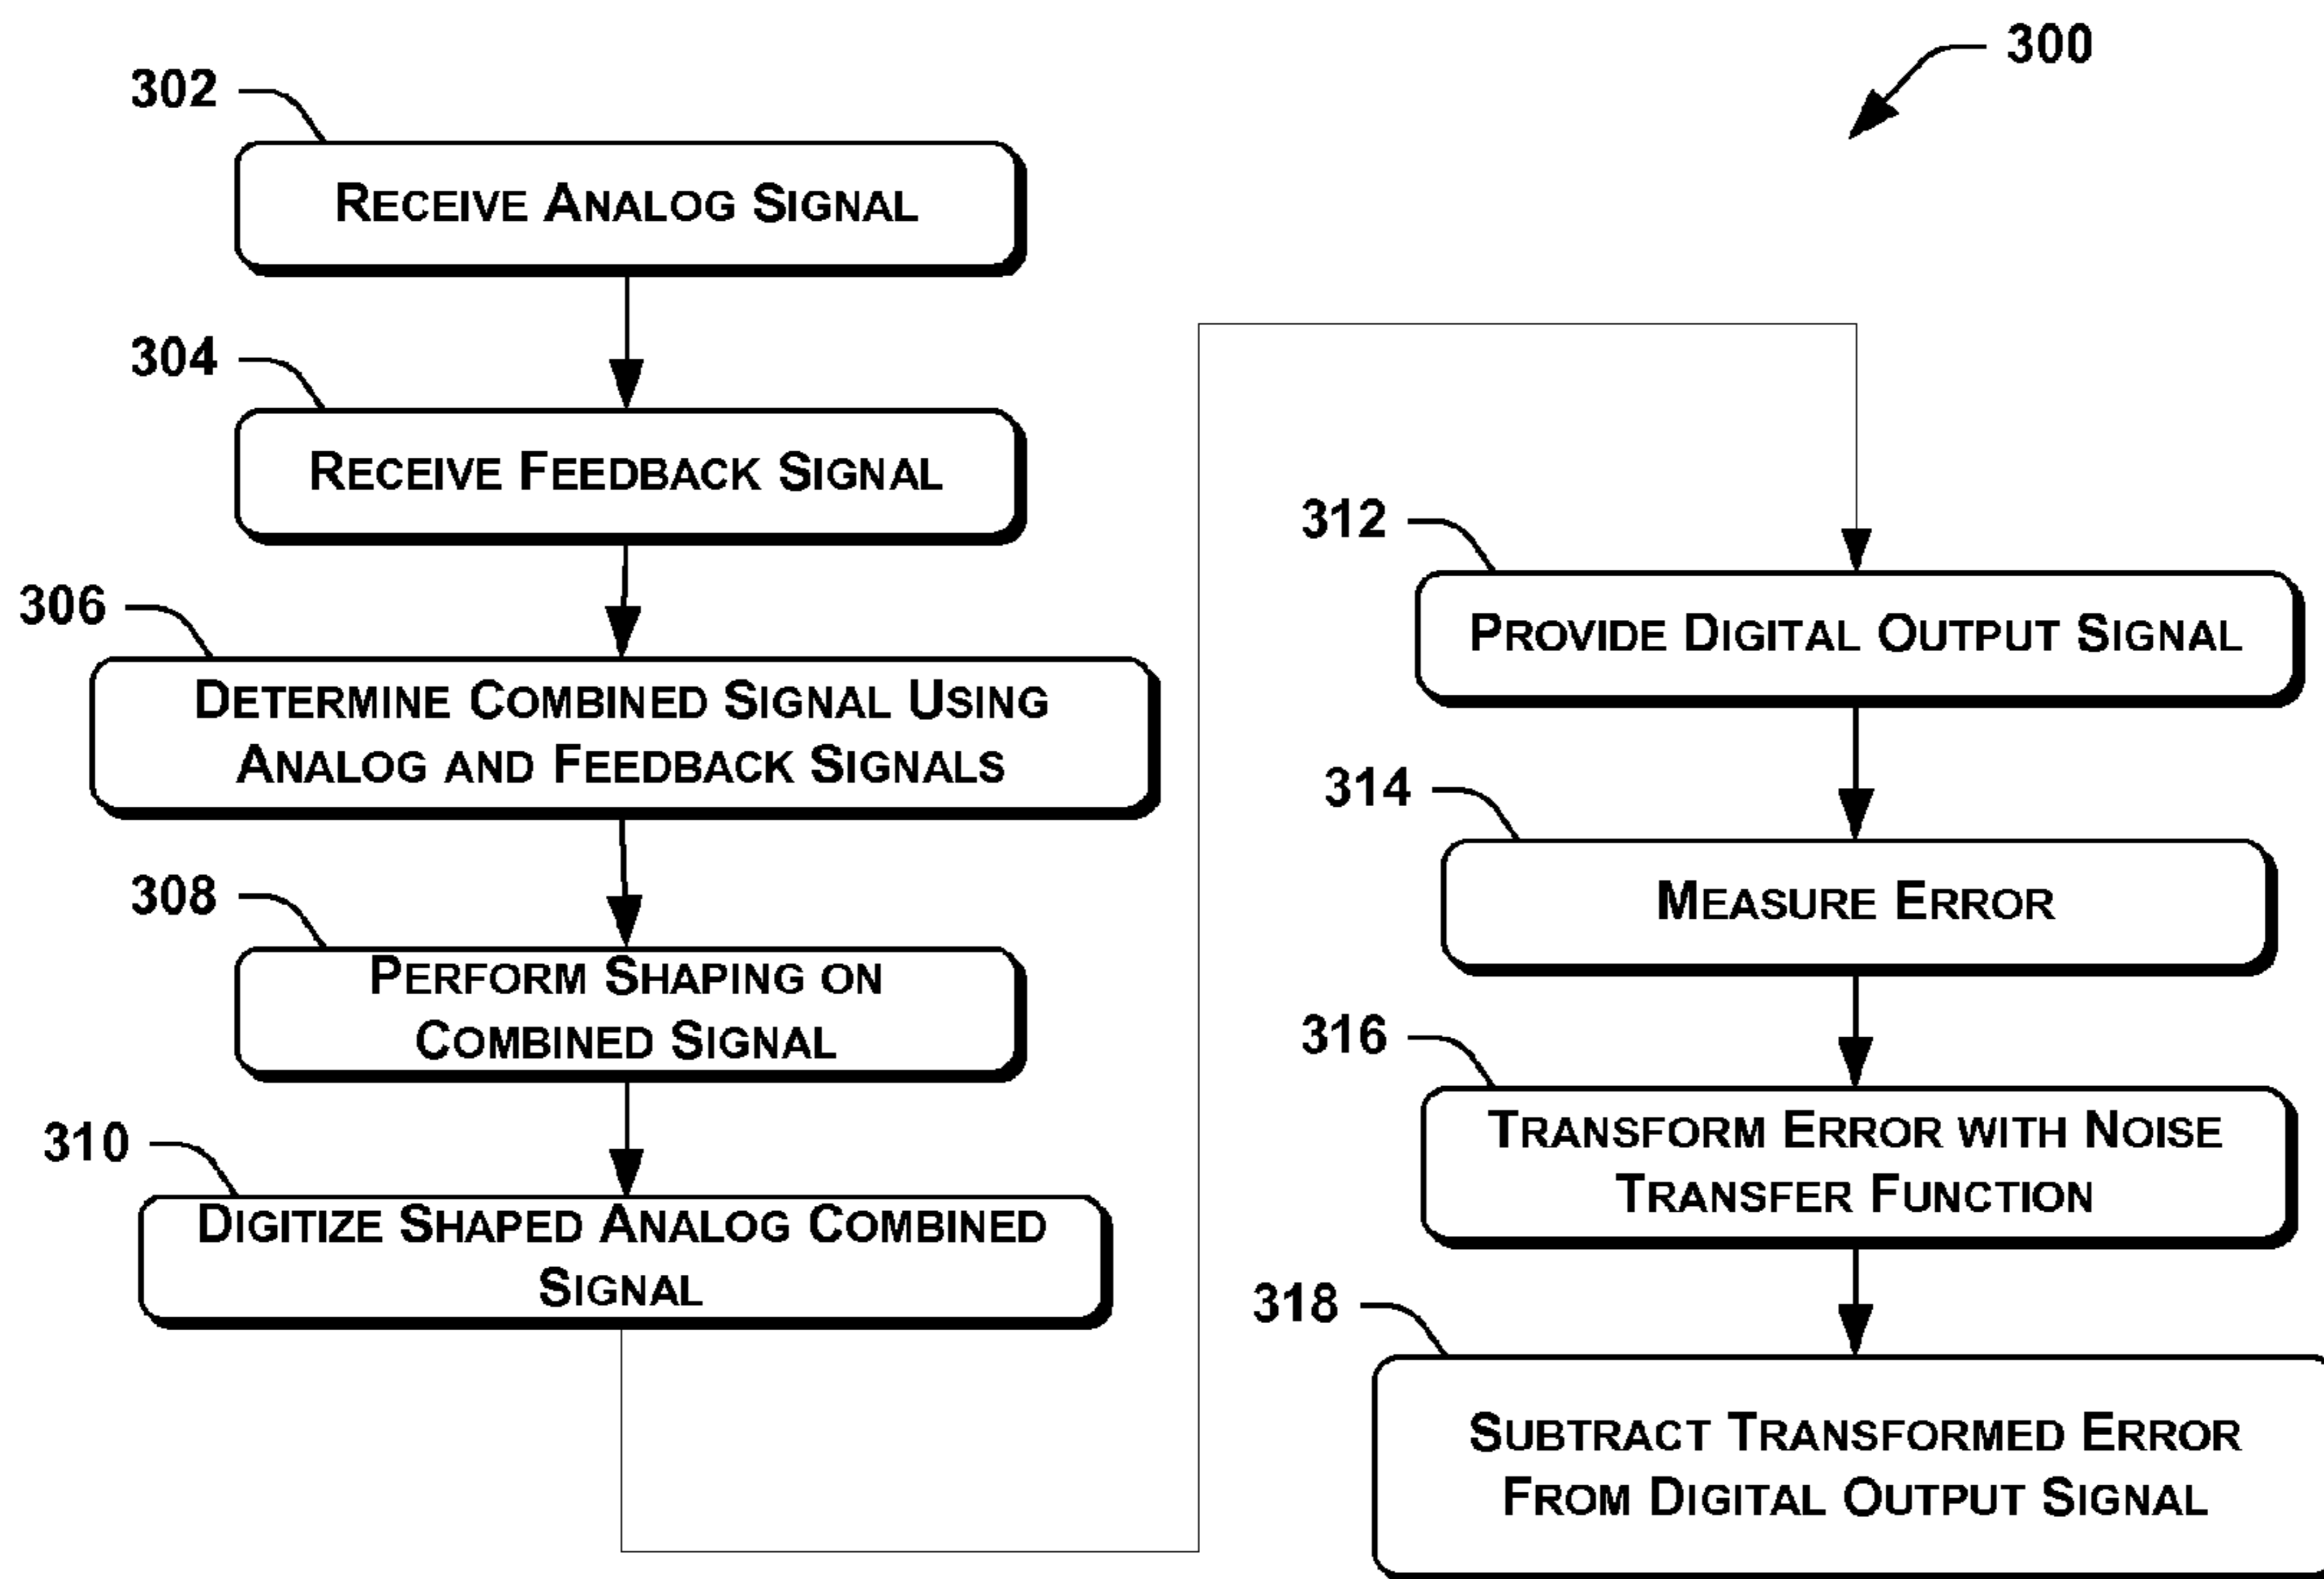 300
302
RECEIVE ANALOG SIGNAL
304
RECEIVE FEEDBACK SIGNAL
306
DETERMINE COMBINED SIGNAL USING
ANALOG AND FEEDBACK SIGNALS
308
PERFORM SHAPING ON
COMBINED SIGNAL
310
DIGITIZE SHAPED ANALOG COMBINED
SIGNAL
312
PROVIDE DIGITAL OUTPUT SIGNAL
314
MEASURE ERROR
316
TRANSFORM ERROR WITH NOISE
TRANSFER FUNCTION
318
SUBTRACT TRANSFORMED ERROR
FROM DIGITAL OUTPUT SIGNAL